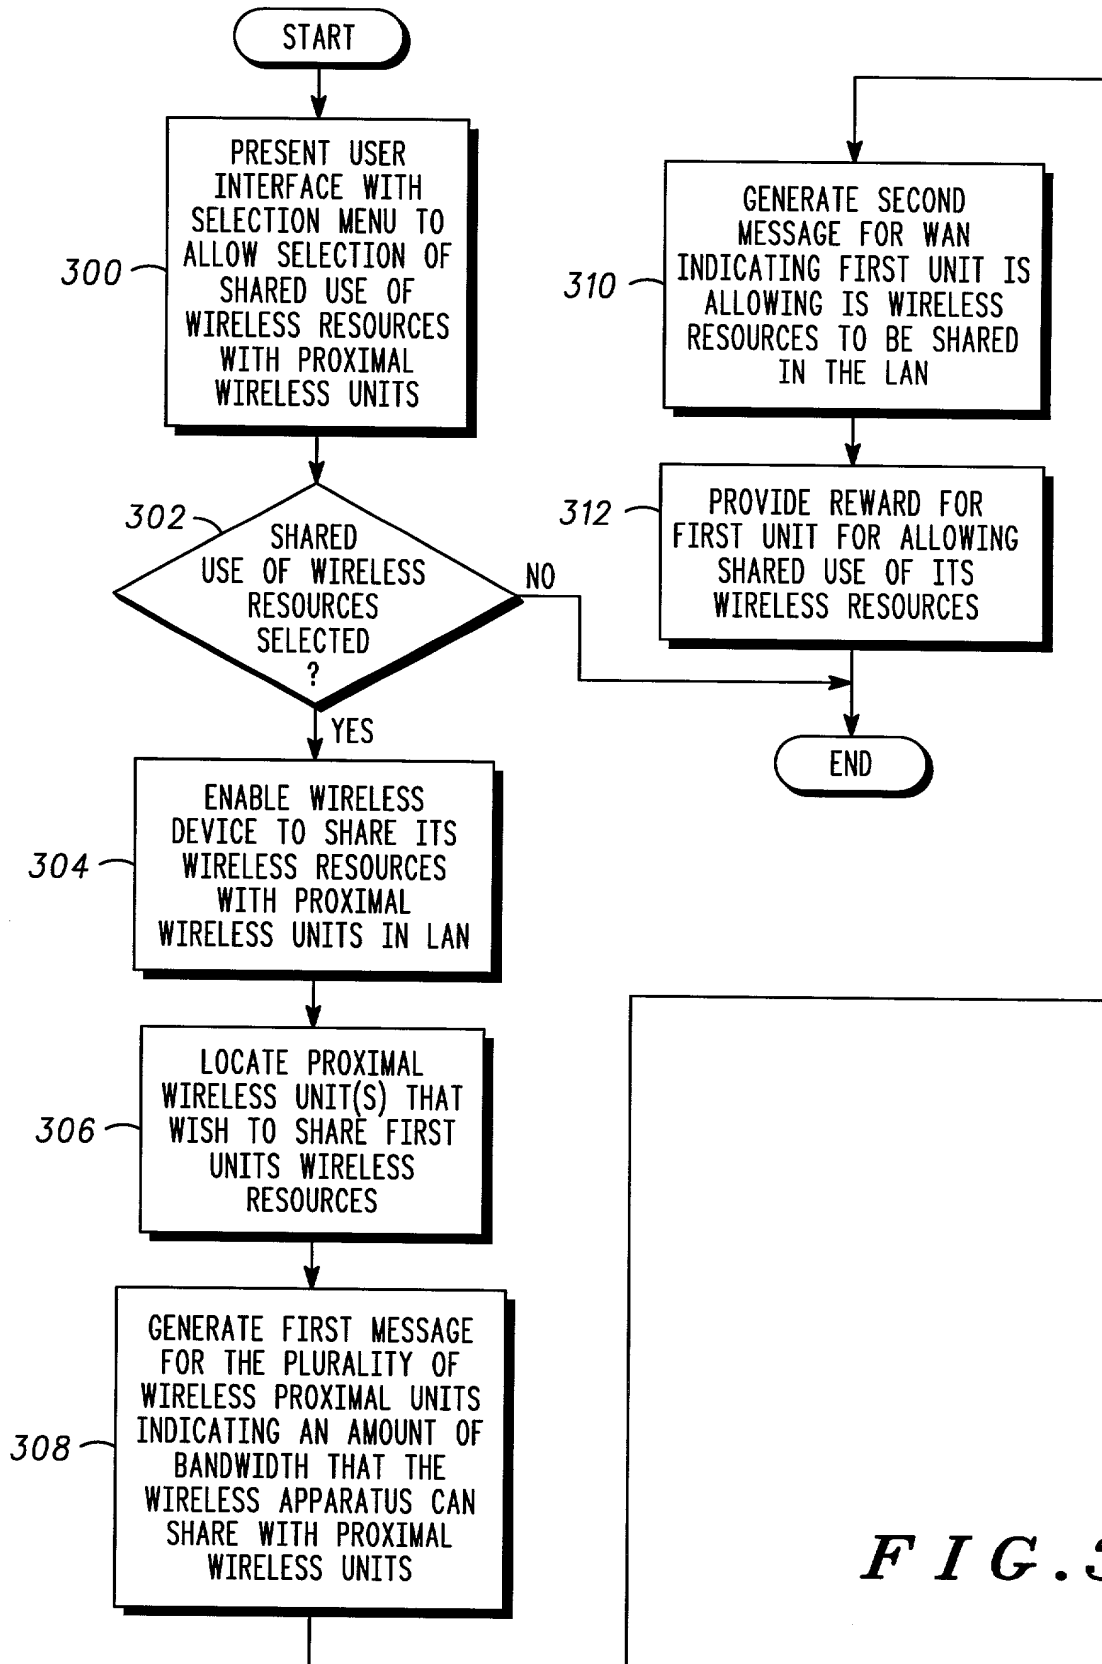 START
PRESENT USER
INTERFACE WITH
SELECTION MENU TO
ALLOW SELECTION OF
SHARED USE OF
WIRELESS RESOURCES
WITH PROXIMAL
WIRELESS UNITS
300
302
SHARED
USE OF WIRELESS
RESOURCES
SELECTED
?
NO
YES
304
ENABLE WIRELESS
DEVICE TO SHARE ITS
WIRELESS RESOURCES
WITH PROXIMAL
WIRELESS UNITS IN LAN
306
LOCATE PROXIMAL
WIRELESS UNIT(S) THAT
WISH TO SHARE FIRST
UNITS WIRELESS
RESOURCES
308
GENERATE FIRST MESSAGE
FOR THE PLURALITY OF
WIRELESS PROXIMAL UNITS
INDICATING AN AMOUNT OF
BANDWIDTH THAT THE
WIRELESS APPARATUS CAN
SHARE WITH PROXIMAL
WIRELESS UNITS
310
GENERATE SECOND
MESSAGE FOR WAN
INDICATING FIRST UNIT IS
ALLOWING IS WIRELESS
RESOURCES TO BE SHARED
IN THE LAN
312
PROVIDE REWARD FOR
FIRST UNIT FOR ALLOWING
SHARED USE OF ITS
WIRELESS RESOURCES
END
FIG.3